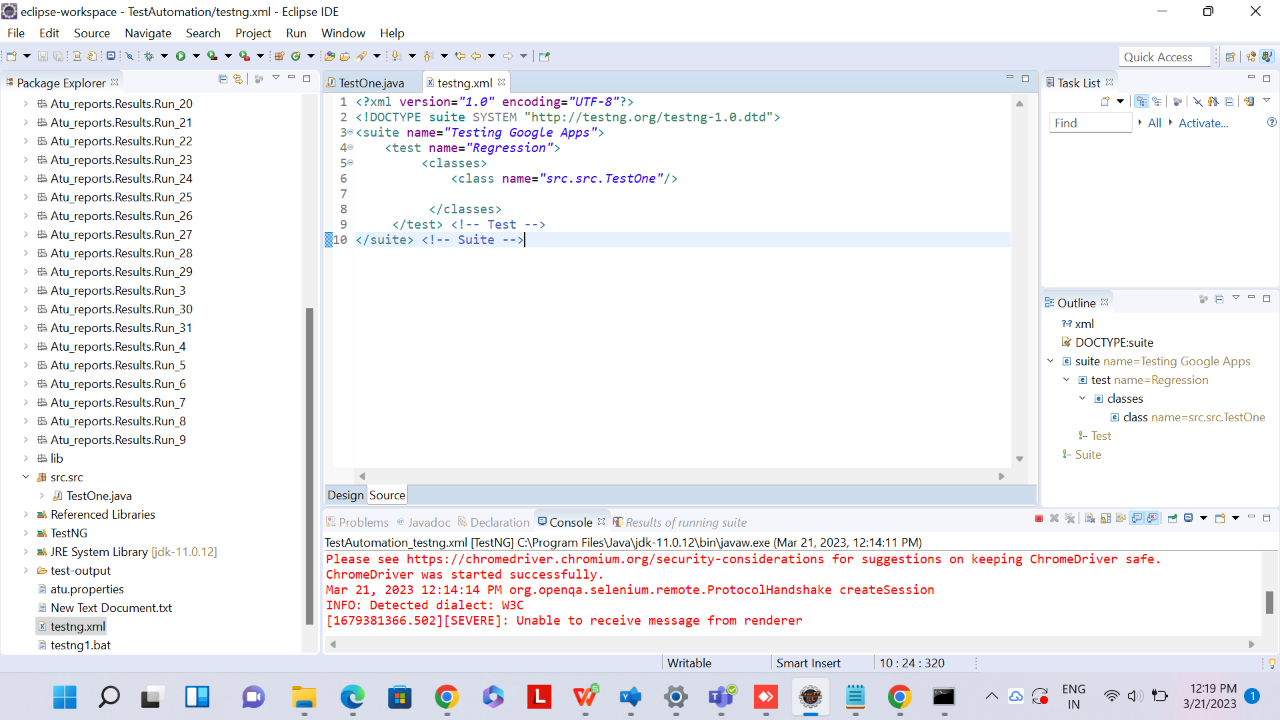 eclipse-workspace - TestAutomation/testng.xml - Eclipse IDE
File Edit Source Navigate Search Project Run Window Help
Quick Access
Package Explorer
Atu_reports.Results.Run_20
Atu_reports.Results.Run_21
Atu_reports.Results.Run_22
Atu_reports.Results.Run_23
Atu_reports.Results.Run_24
Atu_reports.Results.Run_25
Atu_reports.Results.Run_26
Atu_reports.Results.Run_27
Atu_reports.Results.Run_28
Atu_reports.Results.Run_29
Atu_reports.Results.Run_3
Atu_reports.Results.Run_30
Atu_reports.Results.Run_31
Atu_reports.Results.Run_4
Atu_reports.Results.Run_5
Atu_reports.Results.Run_6
Atu_reports.Results.Run_7
Atu_reports.Results.Run_8
Atu_reports.Results.Run_9
lib
src.src
TestOne.java
Referenced Libraries
TestNG
JRE System Library [jdk-11.0.12]
test-output
atu.properties
New Text Document.txt
testng.xml
testng1.bat
TestOne.java testng.xml
1 <?xml version="1.0" encoding="UTF-8"?>
2 <!DOCTYPE suite SYSTEM "http://testng.org/testng-1.0.dtd">
3 <suite name="Testing Google Apps">
4 <test name="Regression">
5 <classes>
6 <class name="src.src.TestOne"/>
7
8 </classes>
9 </test> <!-- Test -->
10 </suite> <!-- Suite -->
Design Source
Task List
Find All Activate...
Outline
xml
DOCTYPE:suite
suite name=Testing Google Apps
test name=Regression
classes
class name=src.src.TestOne
Test
Suite
Problems Javadoc Declaration Console Results of running suite
TestAutomation_testng.xml [TestNG] C:\Program Files\Java\jdk-11.0.12\bin\javaw.exe (Mar 21, 2023, 12:14:11 PM)
Please see https://chromedriver.chromium.org/security-considerations for suggestions on keeping ChromeDriver safe.
ChromeDriver was started successfully.
Mar 21, 2023 12:14:14 PM org.openqa.selenium.remote.ProtocolHandshake createSession
INFO: Detected dialect: W3C
[1679381366.502][SEVERE]: Unable to receive message from renderer
Writable Smart Insert 10 : 24 : 320
ENG
IN
12:19 PM
3/21/2023
1